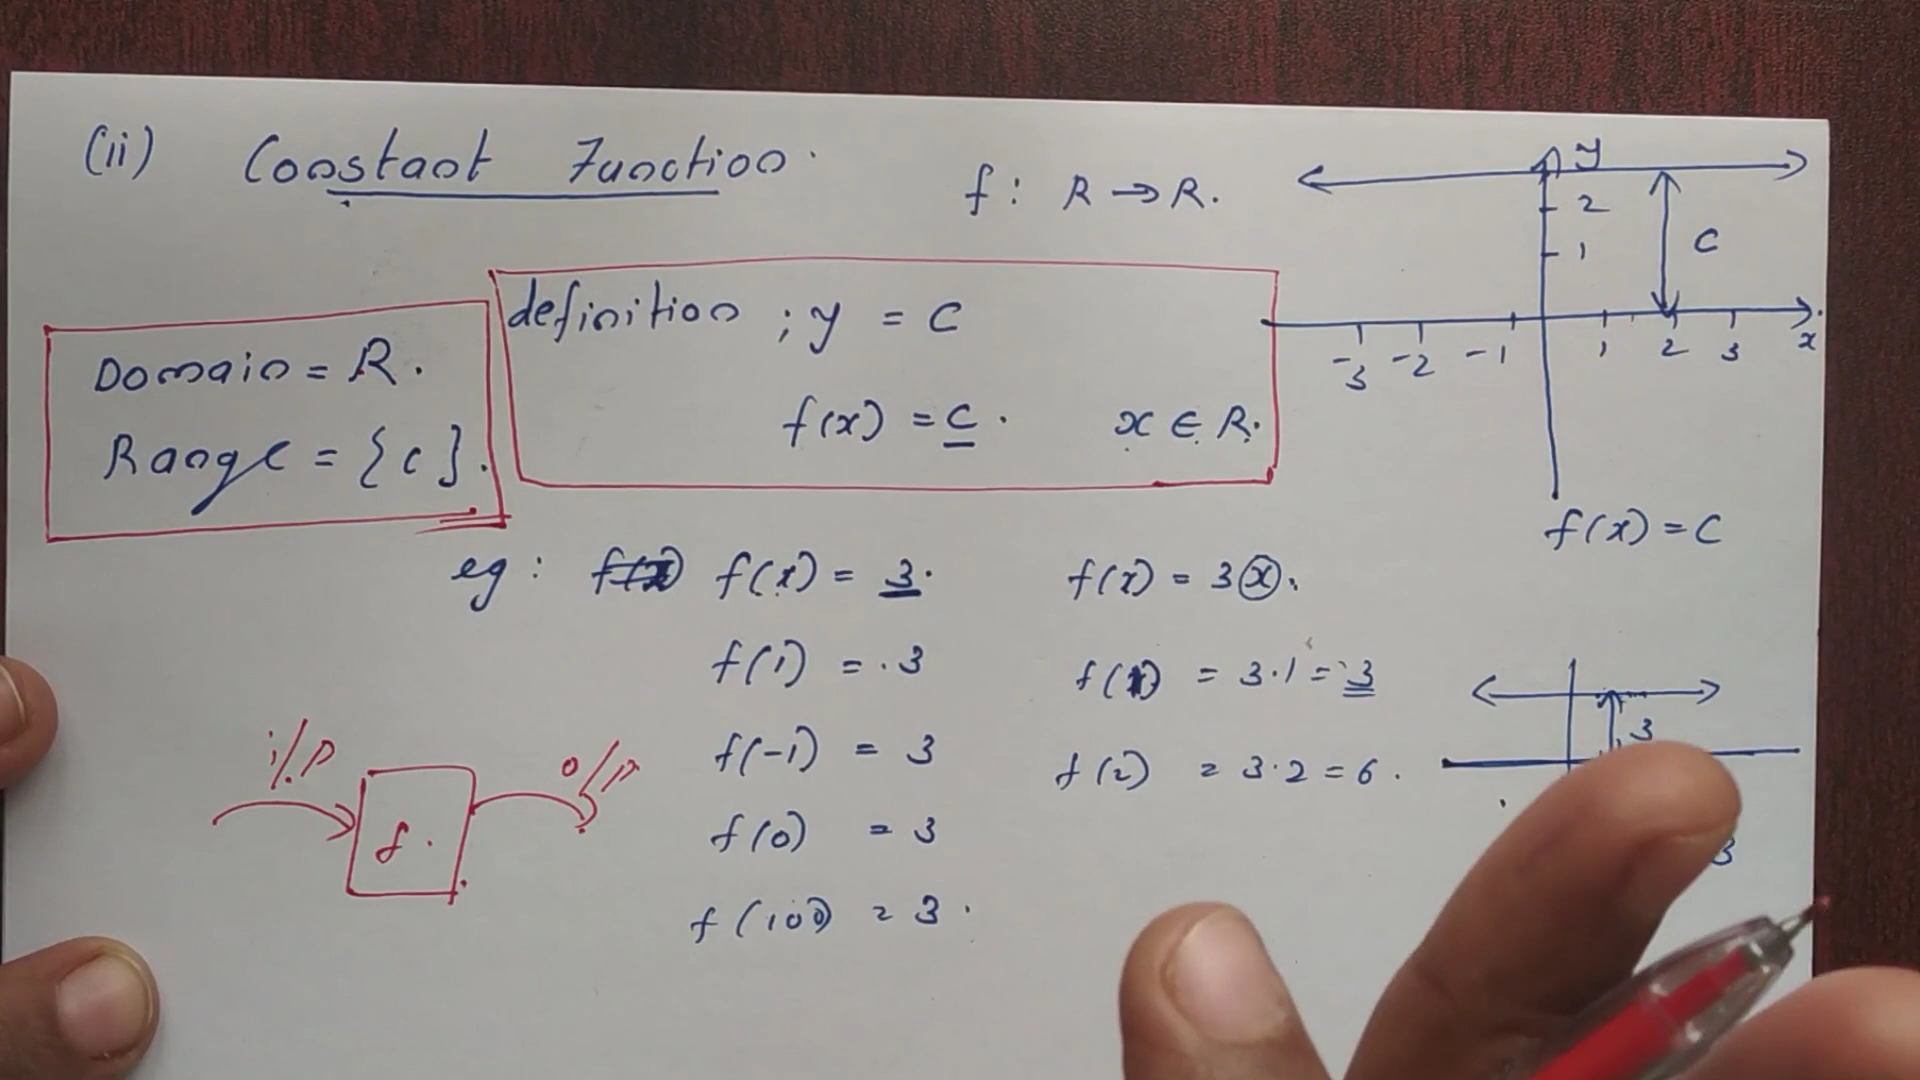 (ii) Constant Function.
f : R → R.
definition ; y = c
f(x) = c . x ∈ R.
Domain = R.
Range = {c}.
y
2
1
c
-3 -2 -1 1 2 3 x
f(x) = c
eg : f(x) f(x) = 3.
f(1) = . 3
f(-1) = 3
f(0) = 3
f(100) = 3 .
f(x) = 3x.
f(1) = 3.1 = 3
f(2) = 3.2 = 6 .
3
3
i/p f. o/p